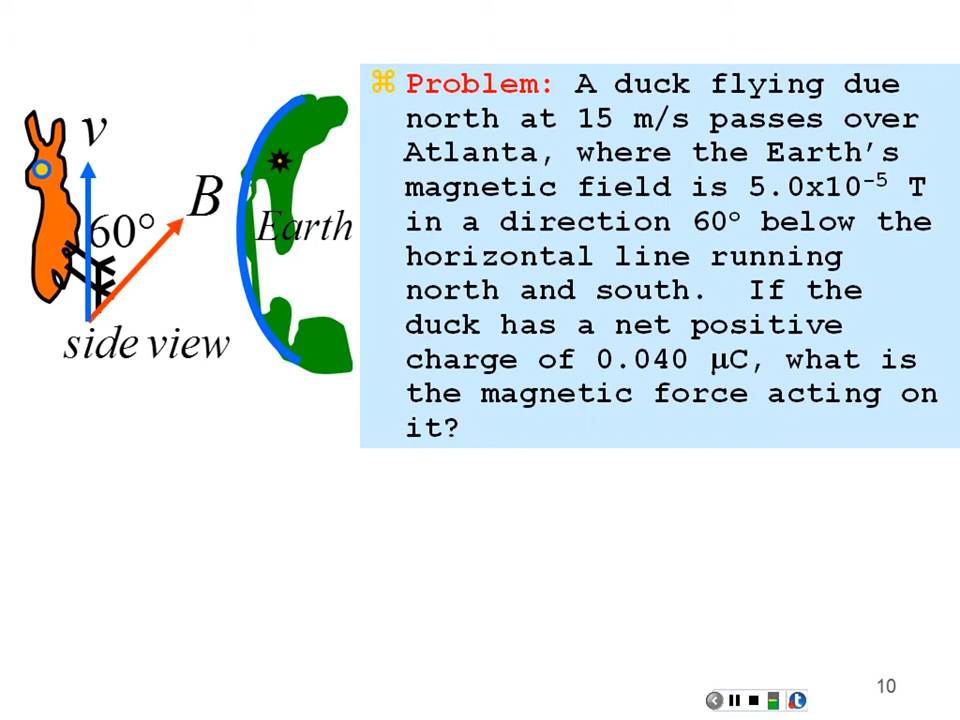 ⌘ Problem: A duck flying due
north at 15 m/s passes over
Atlanta, where the Earth's
magnetic field is 5.0x10⁻⁵ T
in a direction 60° below the
horizontal line running
north and south. If the
duck has a net positive
charge of 0.040 μC, what is
the magnetic force acting on
it?
v
B
60°
Earth
side view
10